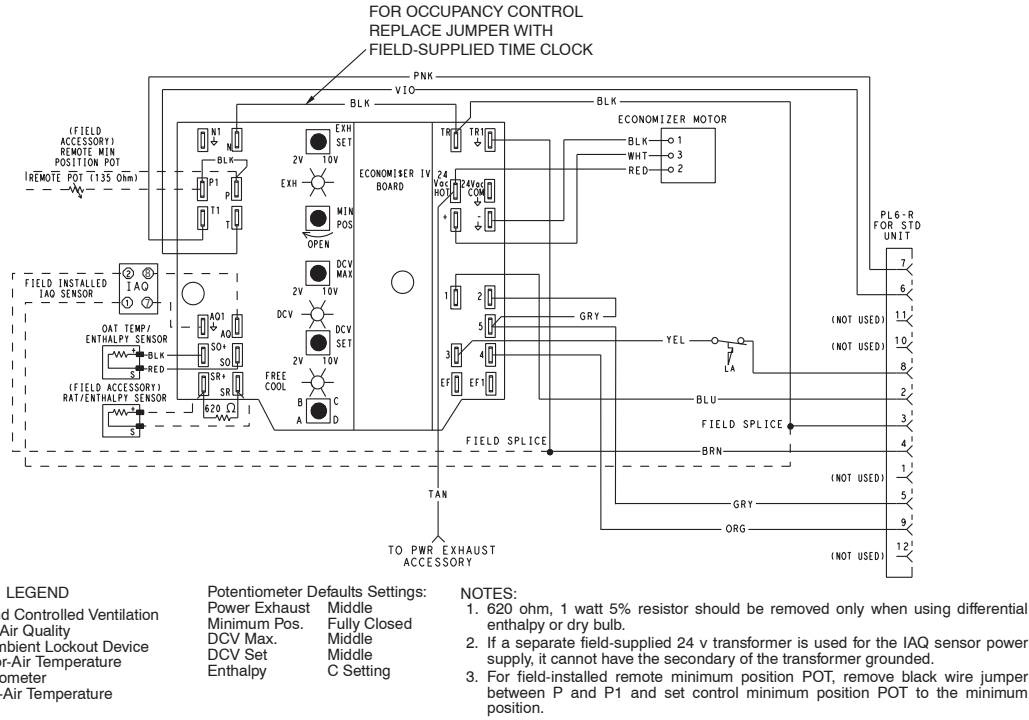 FOR OCCUPANCY CONTROL
REPLACE JUMPER WITH
FIELD-SUPPLIED TIME CLOCK
PNK
VIO
BLK
BLK
(FIELD
ACCESSORY)
REMOTE MIN
POSITION POT
REMOTE POT (135 Ohm)
N1
N
BLK
P1
P
T1
T
EXH
SET
2V 10V
EXH
MIN
POS
OPEN
DCV
MAX
2V 10V
DCV
DCV
SET
2V 10V
FREE
COOL
B C
A D
ECONOMI$ER IV
BOARD
TR
TR1
24
Vac
HOT
24Vac
COM
+
-
1
2
5
3
4
EF
EF1
ECONOMIZER MOTOR
BLK 1
WHT 3
RED 2
FIELD INSTALLED
IAQ SENSOR
2 8
IAQ
1 7
AQ1
AQ
OAT TEMP/
ENTHALPY SENSOR
+
S
BLK
RED
SO+
SO
(FIELD ACCESSORY)
RAT/ENTHALPY SENSOR
+
S
SR+
SR
620 Ω
GRY
YEL
LA
BLU
FIELD SPLICE
FIELD SPLICE
BRN
TAN
GRY
ORG
TO PWR EXHAUST
ACCESSORY
PL6-R
FOR STD
UNIT
7
6
(NOT USED) 11
(NOT USED) 10
8
2
3
4
(NOT USED) 1
5
9
(NOT USED) 12
LEGEND
nd Controlled Ventilation
Air Quality
mbient Lockout Device
or-Air Temperature
ometer
-Air Temperature
Potentiometer Defaults Settings:
Power Exhaust Middle
Minimum Pos. Fully Closed
DCV Max. Middle
DCV Set Middle
Enthalpy C Setting
NOTES:
1. 620 ohm, 1 watt 5% resistor should be removed only when using differential
enthalpy or dry bulb.
2. If a separate field-supplied 24 v transformer is used for the IAQ sensor power
supply, it cannot have the secondary of the transformer grounded.
3. For field-installed remote minimum position POT, remove black wire jumper
between P and P1 and set control minimum position POT to the minimum
position.